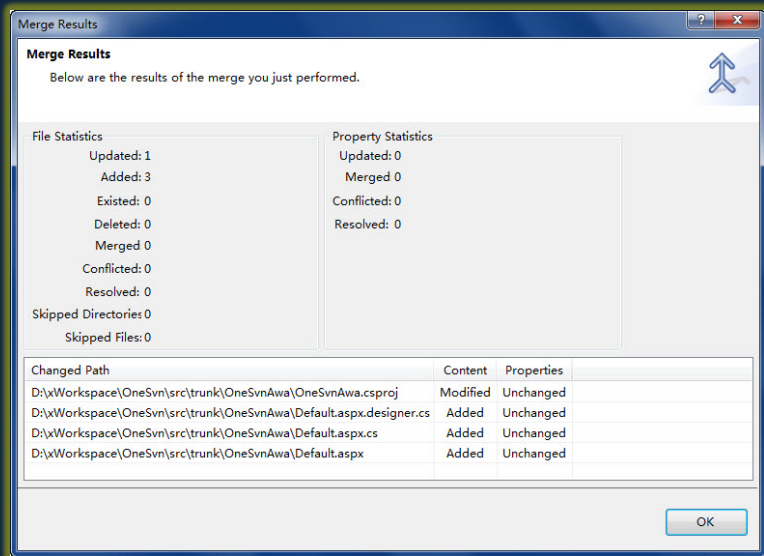 Merge Results
Merge Results
Below are the results of the merge you just performed.
File Statistics
Updated: 1
Added: 3
Existed: 0
Deleted: 0
Merged 0
Conflicted: 0
Resolved: 0
Skipped Directories 0
Skipped Files: 0
Property Statistics
Updated: 0
Merged 0
Conflicted: 0
Resolved: 0
Changed Path Content Properties
D:\xWorkspace\OneSvn\src\trunk\OneSvnAwa\OneSvnAwa.csproj Modified Unchanged
D:\xWorkspace\OneSvn\src\trunk\OneSvnAwa\Default.aspx.designer.cs Added Unchanged
D:\xWorkspace\OneSvn\src\trunk\OneSvnAwa\Default.aspx.cs Added Unchanged
D:\xWorkspace\OneSvn\src\trunk\OneSvnAwa\Default.aspx Added Unchanged
OK